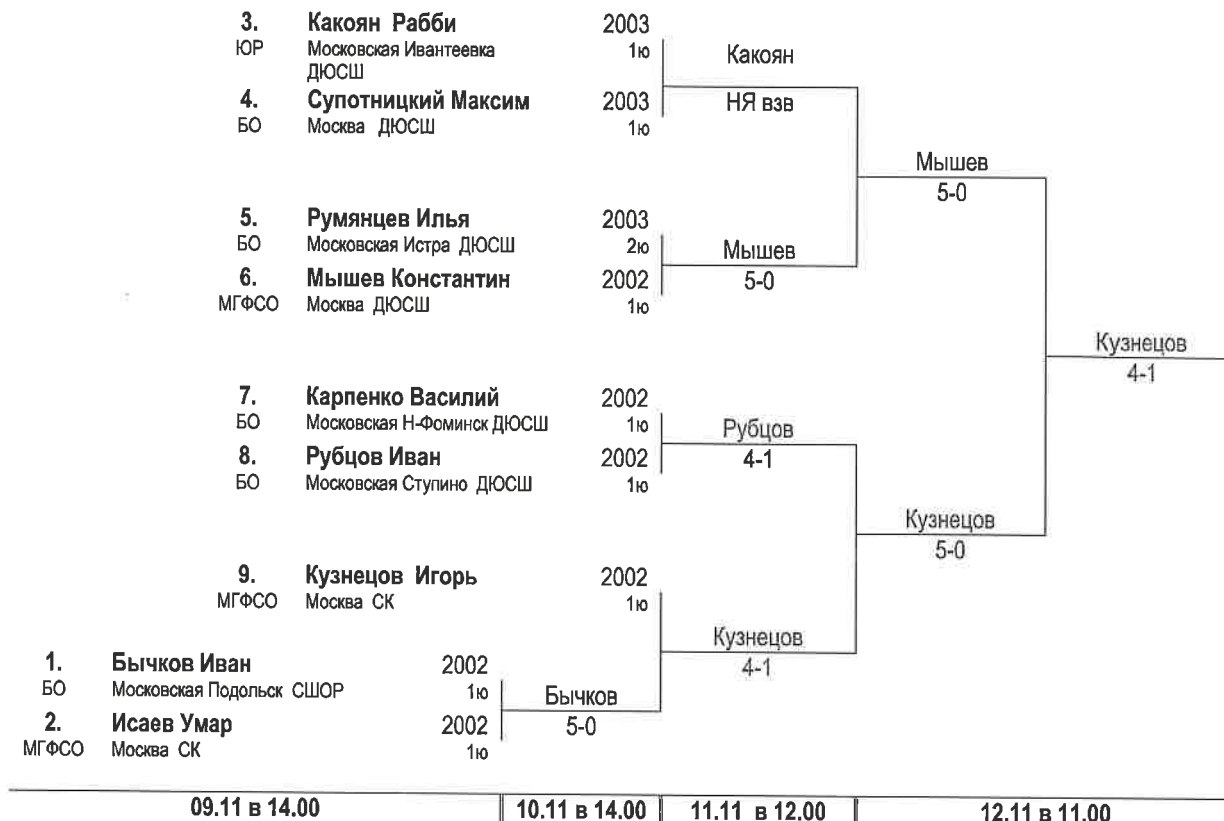 3. Какоян Рабби 2003
ЮР Московская Ивантеевка 1ю Какоян
ДЮСШ
4. Супотницкий Максим 2003 НЯ взв
БО Москва ДЮСШ 1ю
Мышев
5-0
5. Румянцев Илья 2003
БО Московская Истра ДЮСШ 2ю Мышев
6. Мышев Константин 2002 5-0
МГФСО Москва ДЮСШ 1ю
Кузнецов
4-1
7. Карпенко Василий 2002
БО Московская Н-Фоминск ДЮСШ 1ю Рубцов
8. Рубцов Иван 2002 4-1
БО Московская Ступино ДЮСШ 1ю
Кузнецов
5-0
9. Кузнецов Игорь 2002
МГФСО Москва СК 1ю
Кузнецов
1. Бычков Иван 2002 4-1
БО Московская Подольск СШОР 1ю Бычков
2. Исаев Умар 2002 5-0
МГФСО Москва СК 1ю
09.11 в 14.00 10.11 в 14.00 11.11 в 12.00 12.11 в 11.00